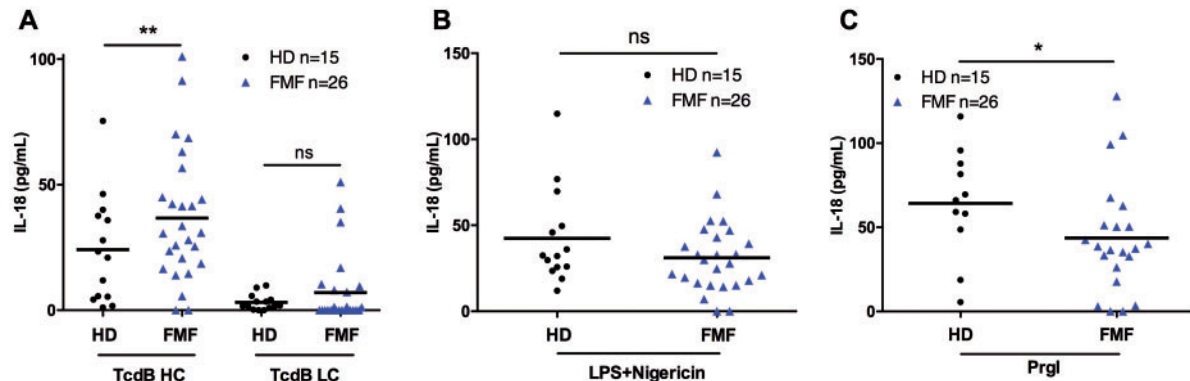 A
**
HD n=15
FMF n=26
100
50
0
IL-18 (pg/mL)
ns
HD
FMF
HD
FMF
TcdB HC
TcdB LC
B
ns
HD n=15
FMF n=26
150
100
50
0
IL-18 (pg/mL)
HD
FMF
LPS+Nigericin
C
*
HD n=15
FMF n=26
150
100
50
0
IL-18 (pg/mL)
HD
FMF
PrgI